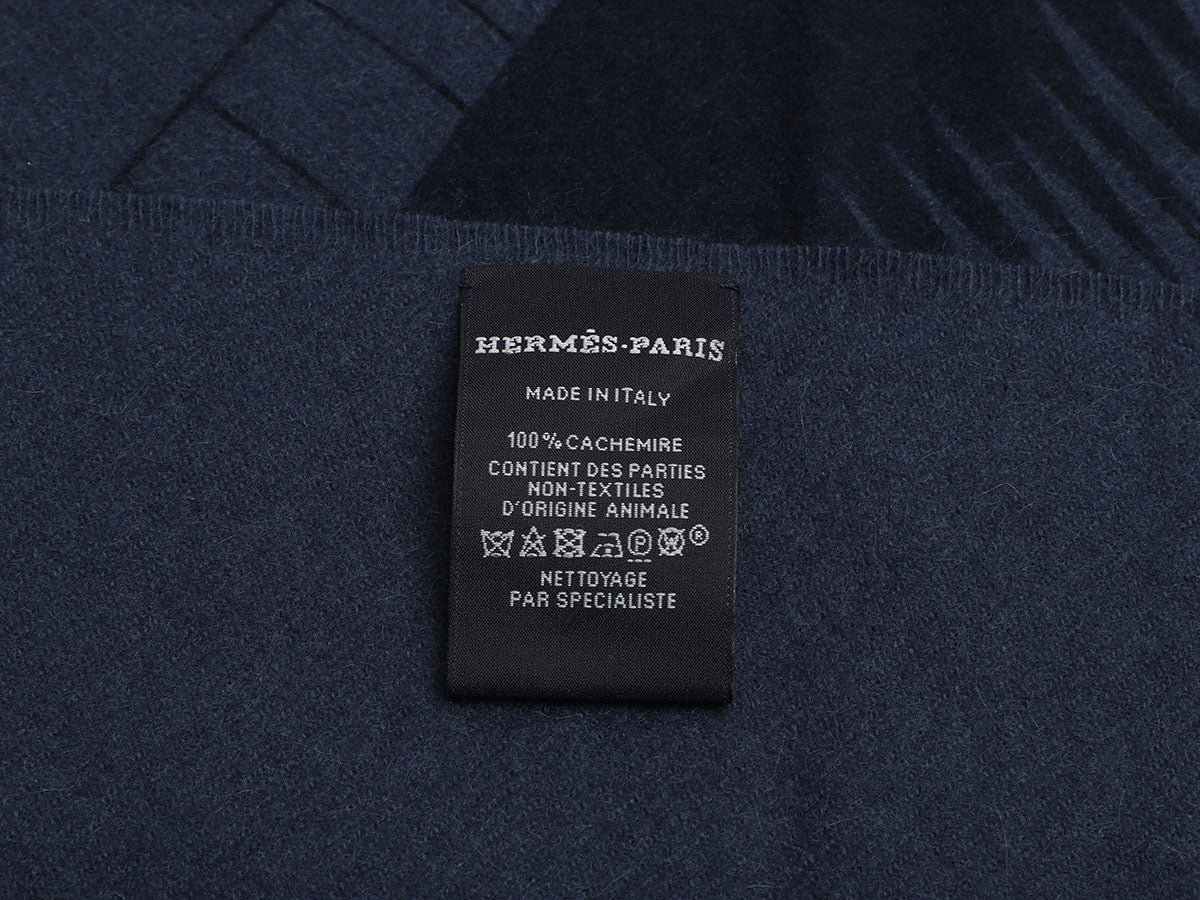 HERMÈS-PARIS
MADE IN ITALY
100% CACHEMIRE
CONTIENT DES PARTIES
NON-TEXTILES
D'ORIGINE ANIMALE
P ®
NETTOYAGE
PAR SPECIALISTE